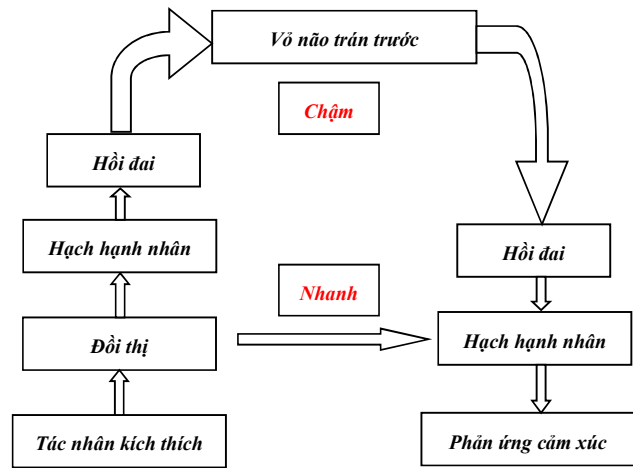 Vỏ não trán trước
Chậm
Hồi đai
Hạch hạnh nhân
Hồi đai
Nhanh
Đồi thị
Hạch hạnh nhân
Tác nhân kích thích
Phản ứng cảm xúc